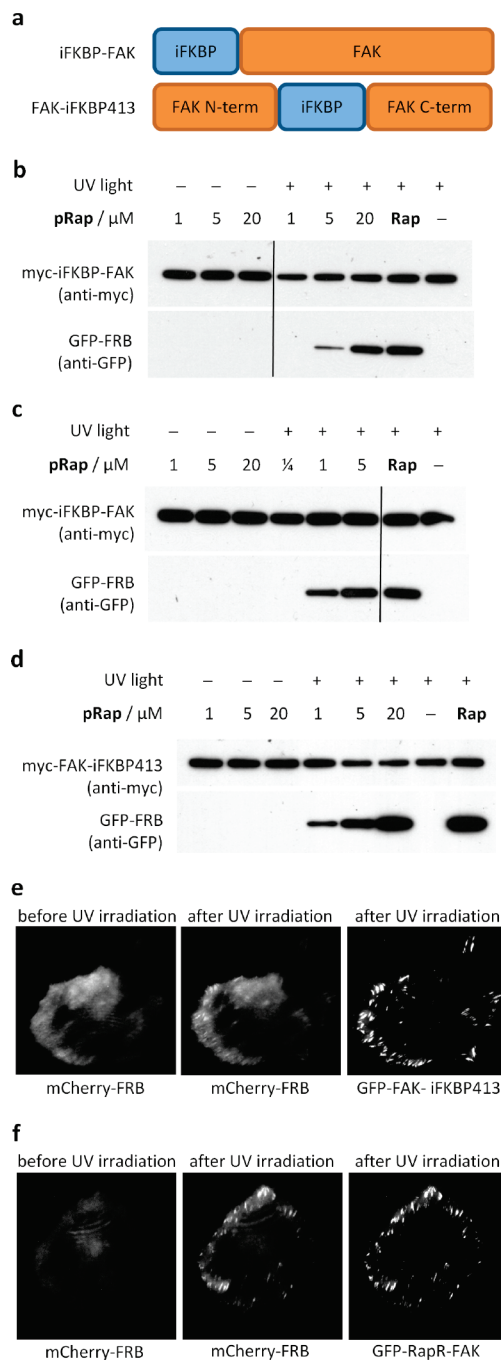 a
iFKBP-FAK iFKBP FAK
FAK-iFKBP413 FAK N-term iFKBP FAK C-term
b
UV light – – – + + + + +
pRap / μM 1 5 20 1 5 20 Rap –
myc-iFKBP-FAK
(anti-myc)
GFP-FRB
(anti-GFP)
c
UV light – – – + + + + +
pRap / μM 1 5 20 ¼ 1 5 Rap –
myc-iFKBP-FAK
(anti-myc)
GFP-FRB
(anti-GFP)
d
UV light – – – + + + + +
pRap / μM 1 5 20 1 5 20 – Rap
myc-FAK-iFKBP413
(anti-myc)
GFP-FRB
(anti-GFP)
e
before UV irradiation after UV irradiation after UV irradiation
mCherry-FRB mCherry-FRB GFP-FAK- iFKBP413
f
before UV irradiation after UV irradiation after UV irradiation
mCherry-FRB mCherry-FRB GFP-RapR-FAK